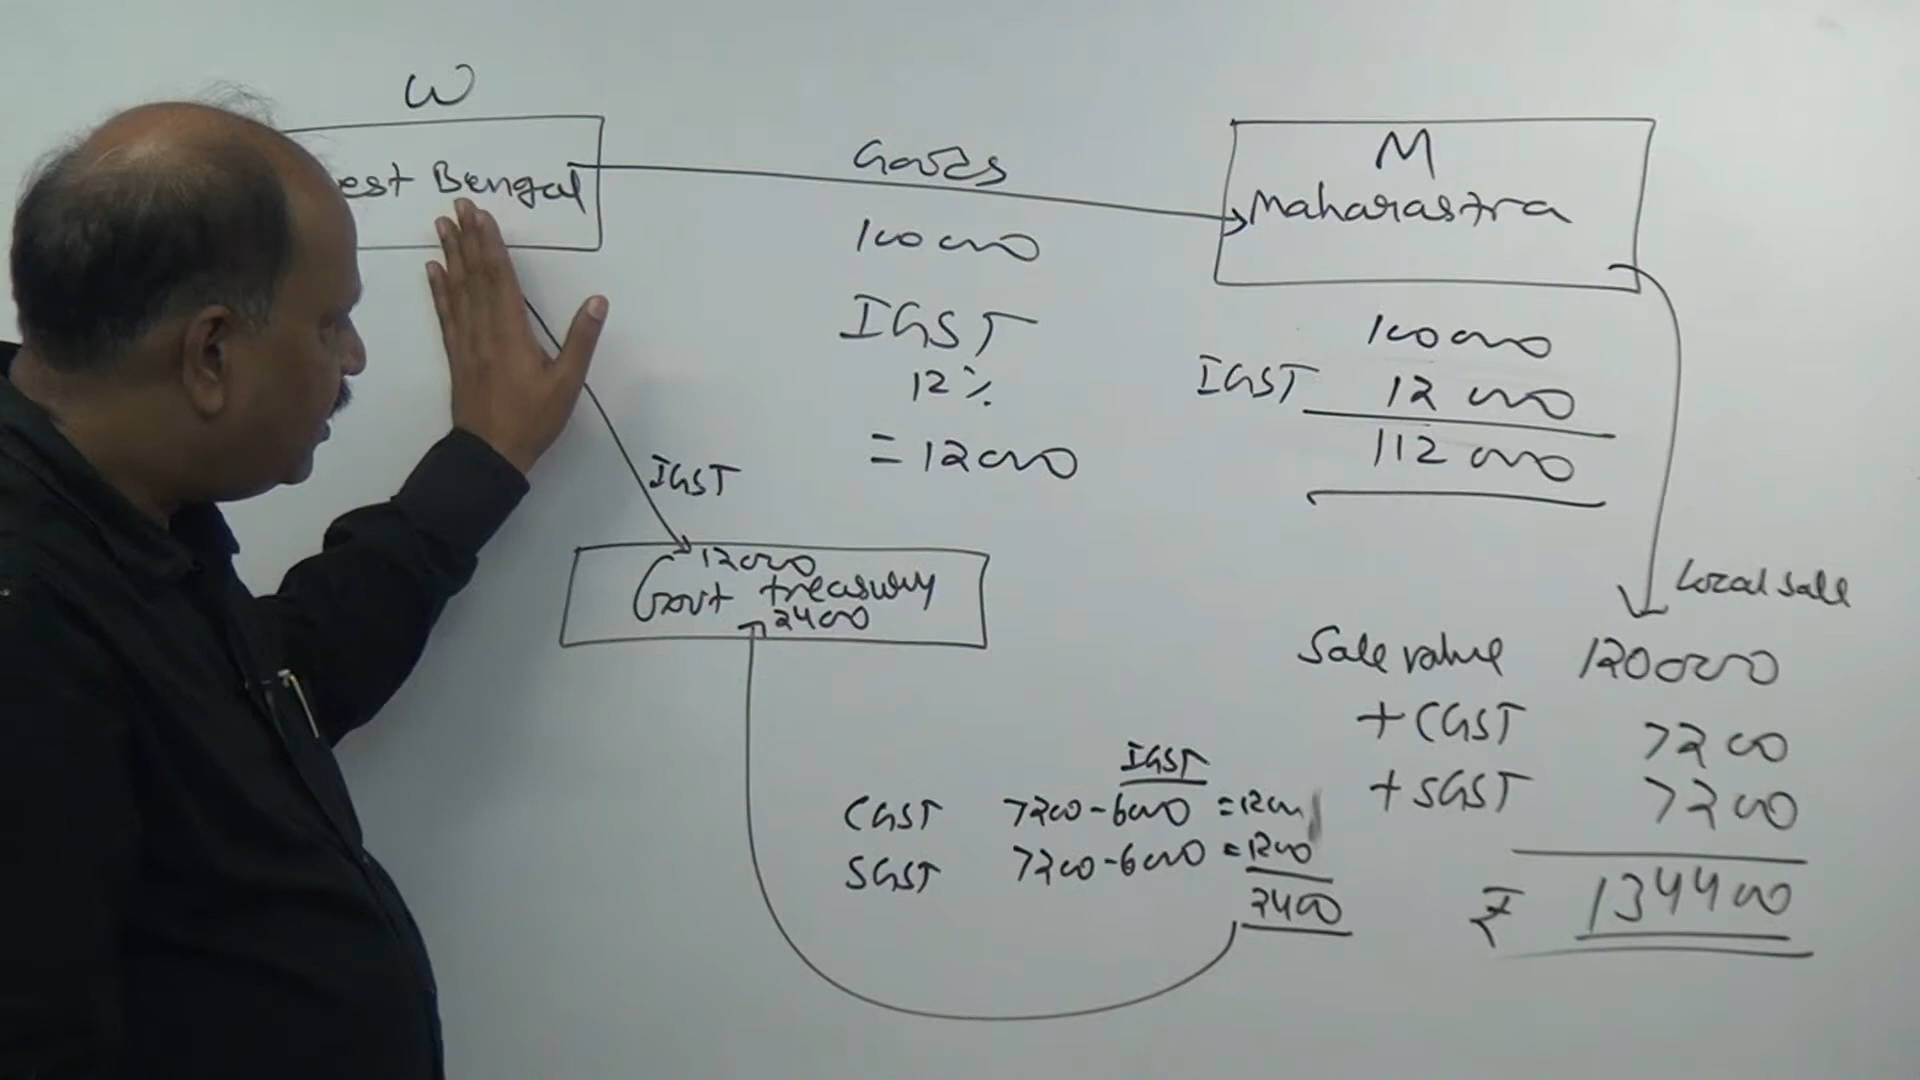 W
est Bengal
Goods
100000
IGST
12%
= 12000
M
Maharastra
100000
IGST 12000
112000
IGST
12000
Govt treasury
2400
Local sale
Sale value 120000
+ CGST 7200
+ SGST 7200
₹ 134400
IGST
CGST 7200-6000 = 1200
SGST 7200-6000 = 1200
2400